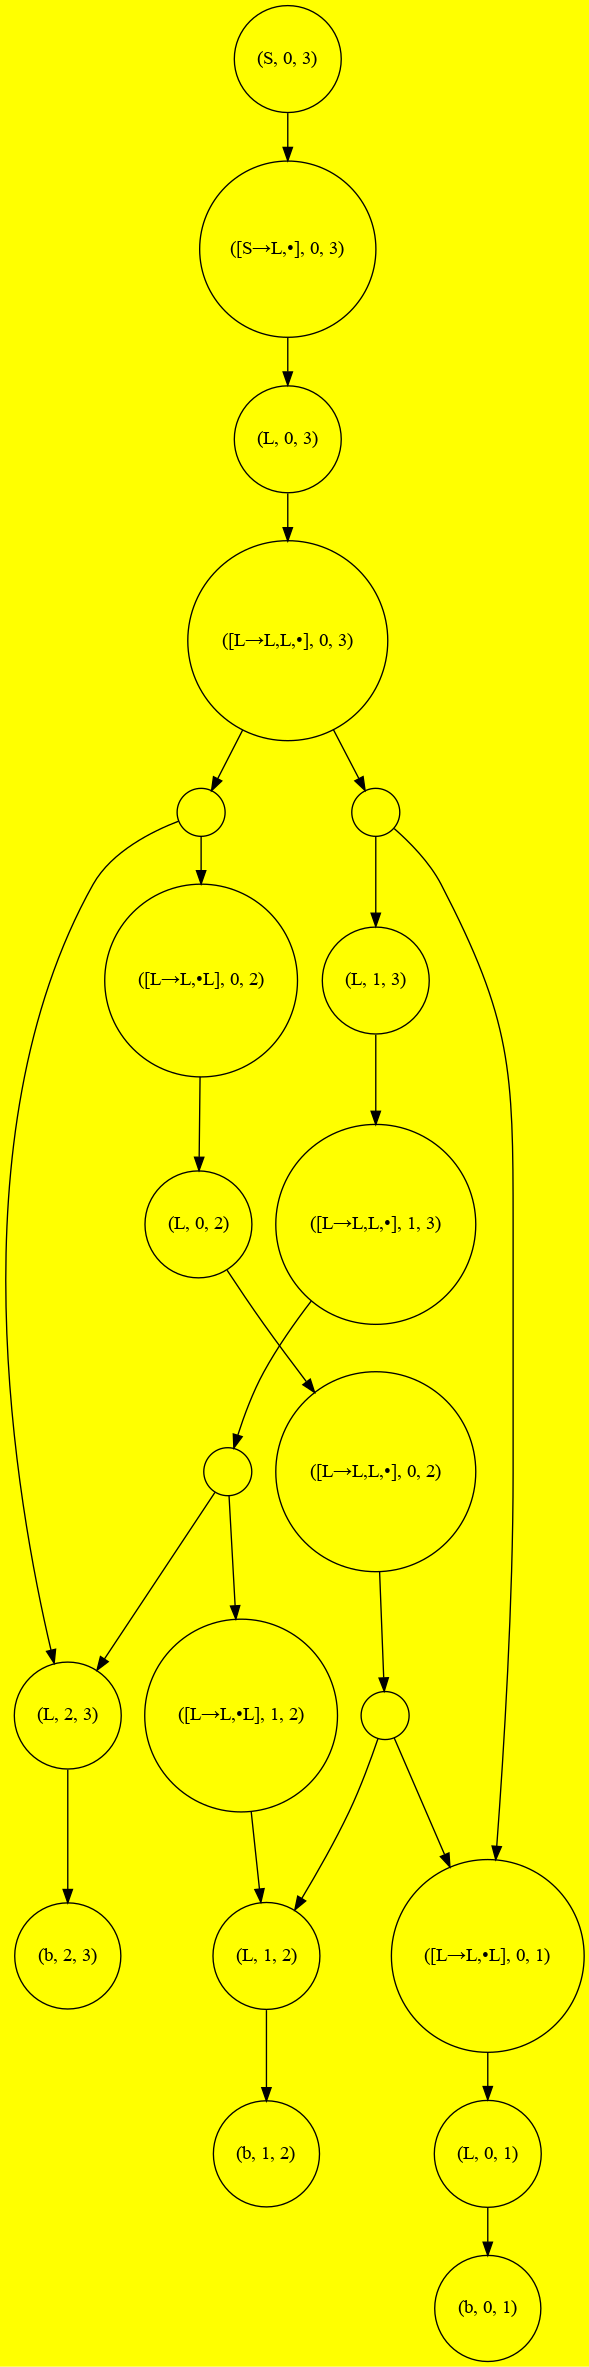 (S, 0, 3)
([S→L,•], 0, 3)
(L, 0, 3)
([L→L,L,•], 0, 3)
([L→L,•L], 0, 2)
(L, 1, 3)
(L, 0, 2)
([L→L,L,•], 1, 3)
([L→L,L,•], 0, 2)
(L, 2, 3)
([L→L,•L], 1, 2)
(b, 2, 3)
(L, 1, 2)
([L→L,•L], 0, 1)
(b, 1, 2)
(L, 0, 1)
(b, 0, 1)